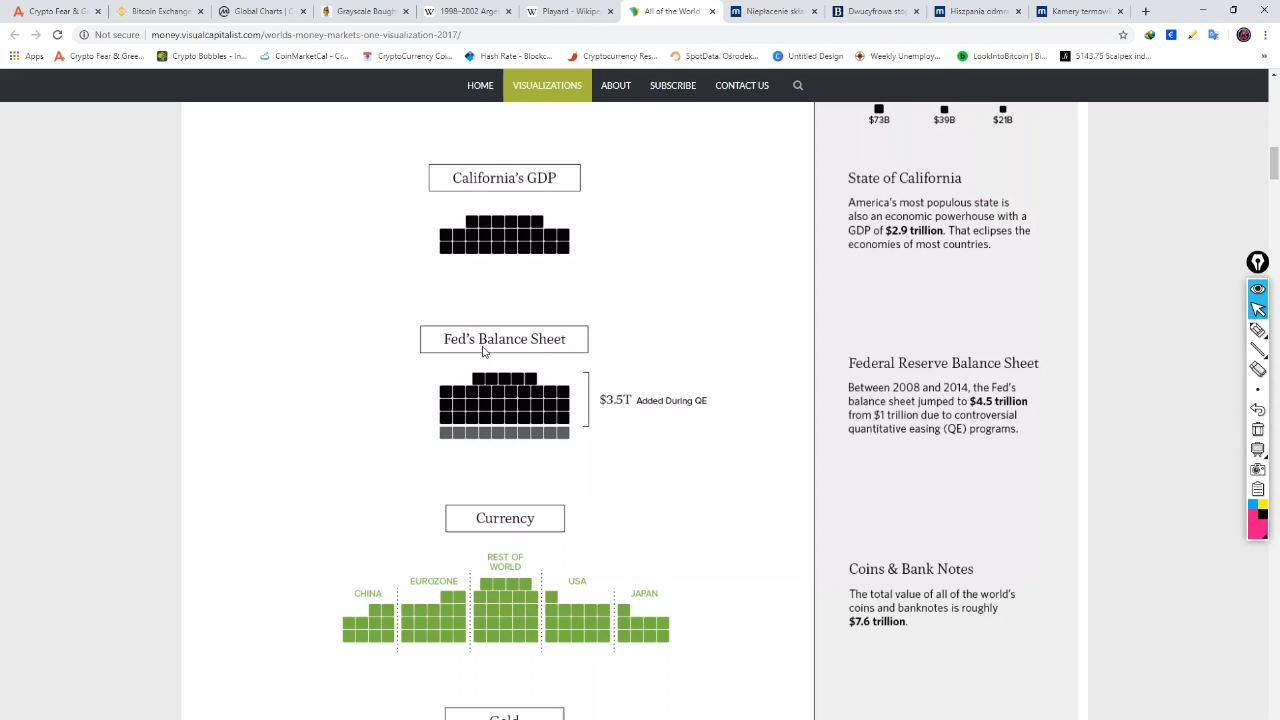 Crypto Fear & G
Bitcoin Exchange
Global Charts | C
Grayscale Bough
1998–2002 Argen
Playard - Wikipe
All of the World
Niepłacenie skła
Dwucyfrowa stop
Hispania odmra
Kamery termow
Not secure | money.visualcapitalist.com/worlds-money-markets-one-visualization-2017/
Apps
Crypto Fear & Gree...
Crypto Bubbles - In...
CoinMarketCal - Cr...
CryptoCurrency Coi...
Hash Rate - Blockc...
Cryptocurrency Res...
SpotData. Ośrodek...
Untitled Design
Weekly Unemploy...
LookIntoBitcoin | Bi...
5143.75 Scalpex ind...
HOME VISUALIZATIONS ABOUT SUBSCRIBE CONTACT US
$73B $39B $21B
California's GDP
State of California
America's most populous state is
also an economic powerhouse with a
GDP of $2.9 trillion. That eclipses the
economies of most countries.
Fed's Balance Sheet
$3.5T Added During QE
Federal Reserve Balance Sheet
Between 2008 and 2014, the Fed's
balance sheet jumped to $4.5 trillion
from $1 trillion due to controversial
quantitative easing (QE) programs.
Currency
CHINA
EUROZONE
REST OF
WORLD
USA
JAPAN
Coins & Bank Notes
The total value of all of the world's
coins and banknotes is roughly
$7.6 trillion.
Gold